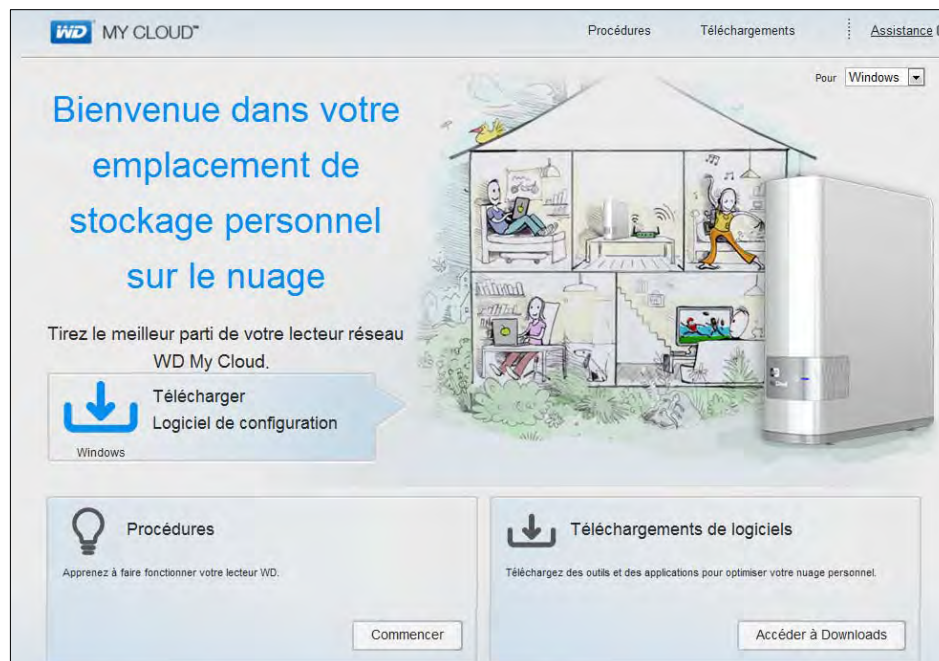 WD MY CLOUD™
Procédures
Téléchargements
Assistance
Pour Windows
Bienvenue dans votre
emplacement de
stockage personnel
sur le nuage
Tirez le meilleur parti de votre lecteur réseau
WD My Cloud.
Télécharger
Logiciel de configuration
Windows
Procédures
Apprenez à faire fonctionner votre lecteur WD.
Commencer
Téléchargements de logiciels
Téléchargez des outils et des applications pour optimiser votre nuage personnel.
Accéder à Downloads